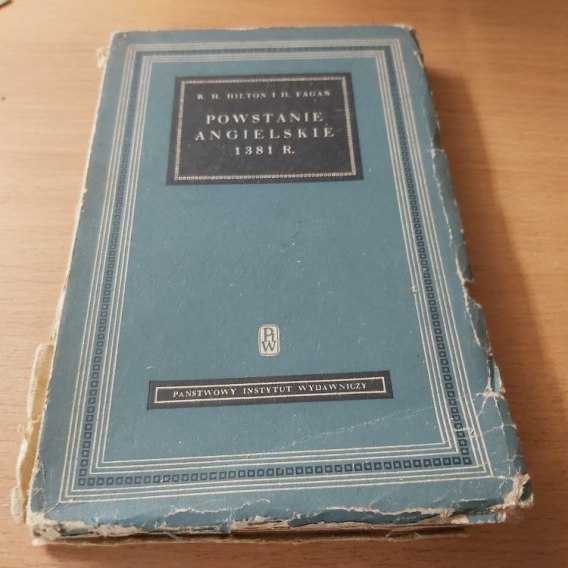 R. H. HILTON I H. FAGAN
POWSTANIE
ANGIELSKIE
1381 R.
PIW
PAŃSTWOWY INSTYTUT WYDAWNICZY